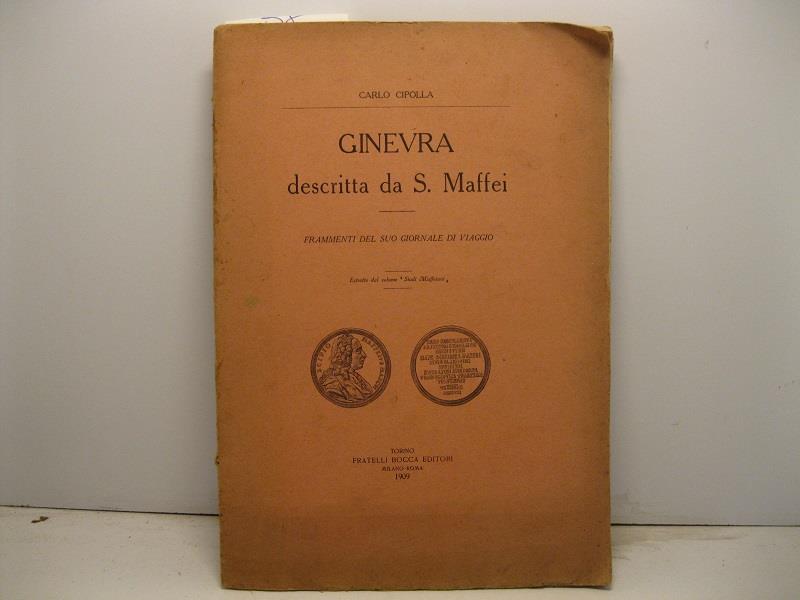 CARLO CIPOLLA
GINEVRA
descritta da S. Maffei
FRAMMENTI DEL SUO GIORNALE DI VIAGGIO
Estratto dal volume "Studi Maffeiani"
TORINO
FRATELLI BOCCA EDITORI
MILANO-ROMA
1909